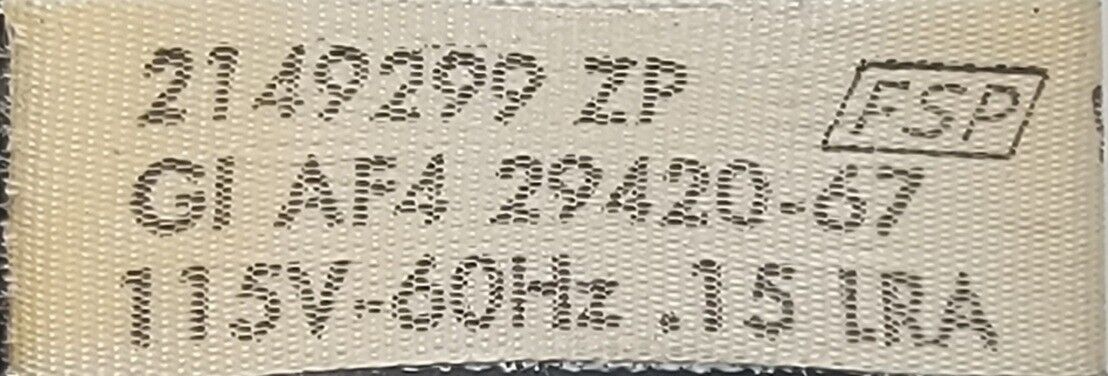 2149299 ZP FSP
GI AF4 29420-67
115V-60Hz .15 LRA